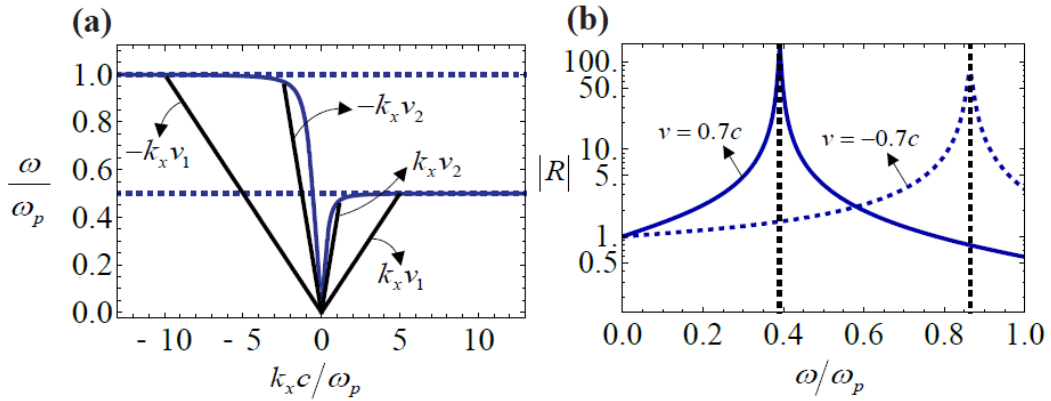 (a)
1.0
0.8
0.6
0.4
0.2
0.0
ω/ω_p
-k_x v_1
-k_x v_2
k_x v_2
k_x v_1
- 10
- 5
0
5
10
k_x c/ω_p
(b)
100
50
10
5
1
0.5
|R|
v = 0.7c
v = -0.7c
0.0
0.2
0.4
0.6
0.8
1.0
ω/ω_p